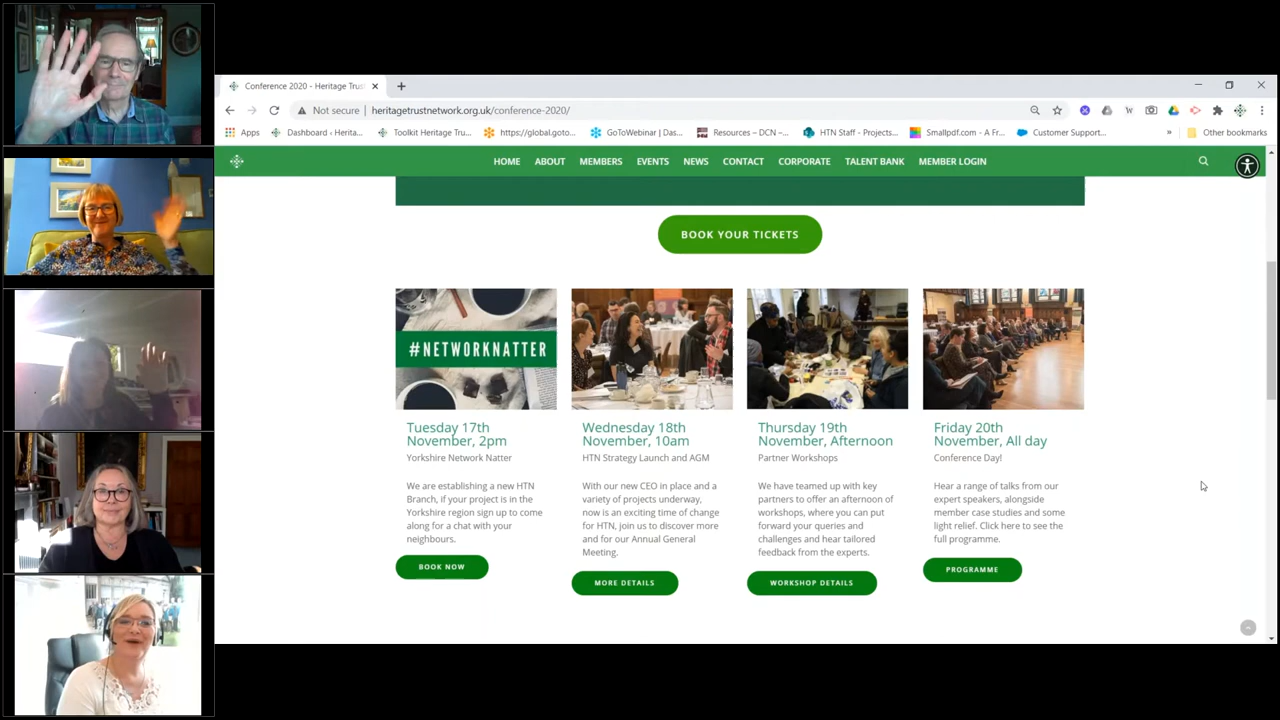 Conference 2020 - Heritage Trus
Not secure
heritagetrustnetwork.org.uk/conference-2020/
Apps
Dashboard ‹ Herita...
Toolkit Heritage Tru...
https://global.goto...
GoToWebinar | Das...
Resources – DCN –...
HTN Staff - Projects...
Smallpdf.com - A Fr...
Customer Support...
»
Other bookmarks
HOME ABOUT MEMBERS EVENTS NEWS CONTACT CORPORATE TALENT BANK MEMBER LOGIN
BOOK YOUR TICKETS
#NETWORKNATTER
Tuesday 17th
November, 2pm
Yorkshire Network Natter
We are establishing a new HTN
Branch, if your project is in the
Yorkshire region sign up to come
along for a chat with your
neighbours.
BOOK NOW
Wednesday 18th
November, 10am
HTN Strategy Launch and AGM
With our new CEO in place and a
variety of projects underway,
now is an exciting time of change
for HTN, join us to discover more
and for our Annual General
Meeting.
MORE DETAILS
Thursday 19th
November, Afternoon
Partner Workshops
We have teamed up with key
partners to offer an afternoon of
workshops, where you can put
forward your queries and
challenges and hear tailored
feedback from the experts.
WORKSHOP DETAILS
Friday 20th
November, All day
Conference Day!
Hear a range of talks from our
expert speakers, alongside
member case studies and some
light relief. Click here to see the
full programme.
PROGRAMME